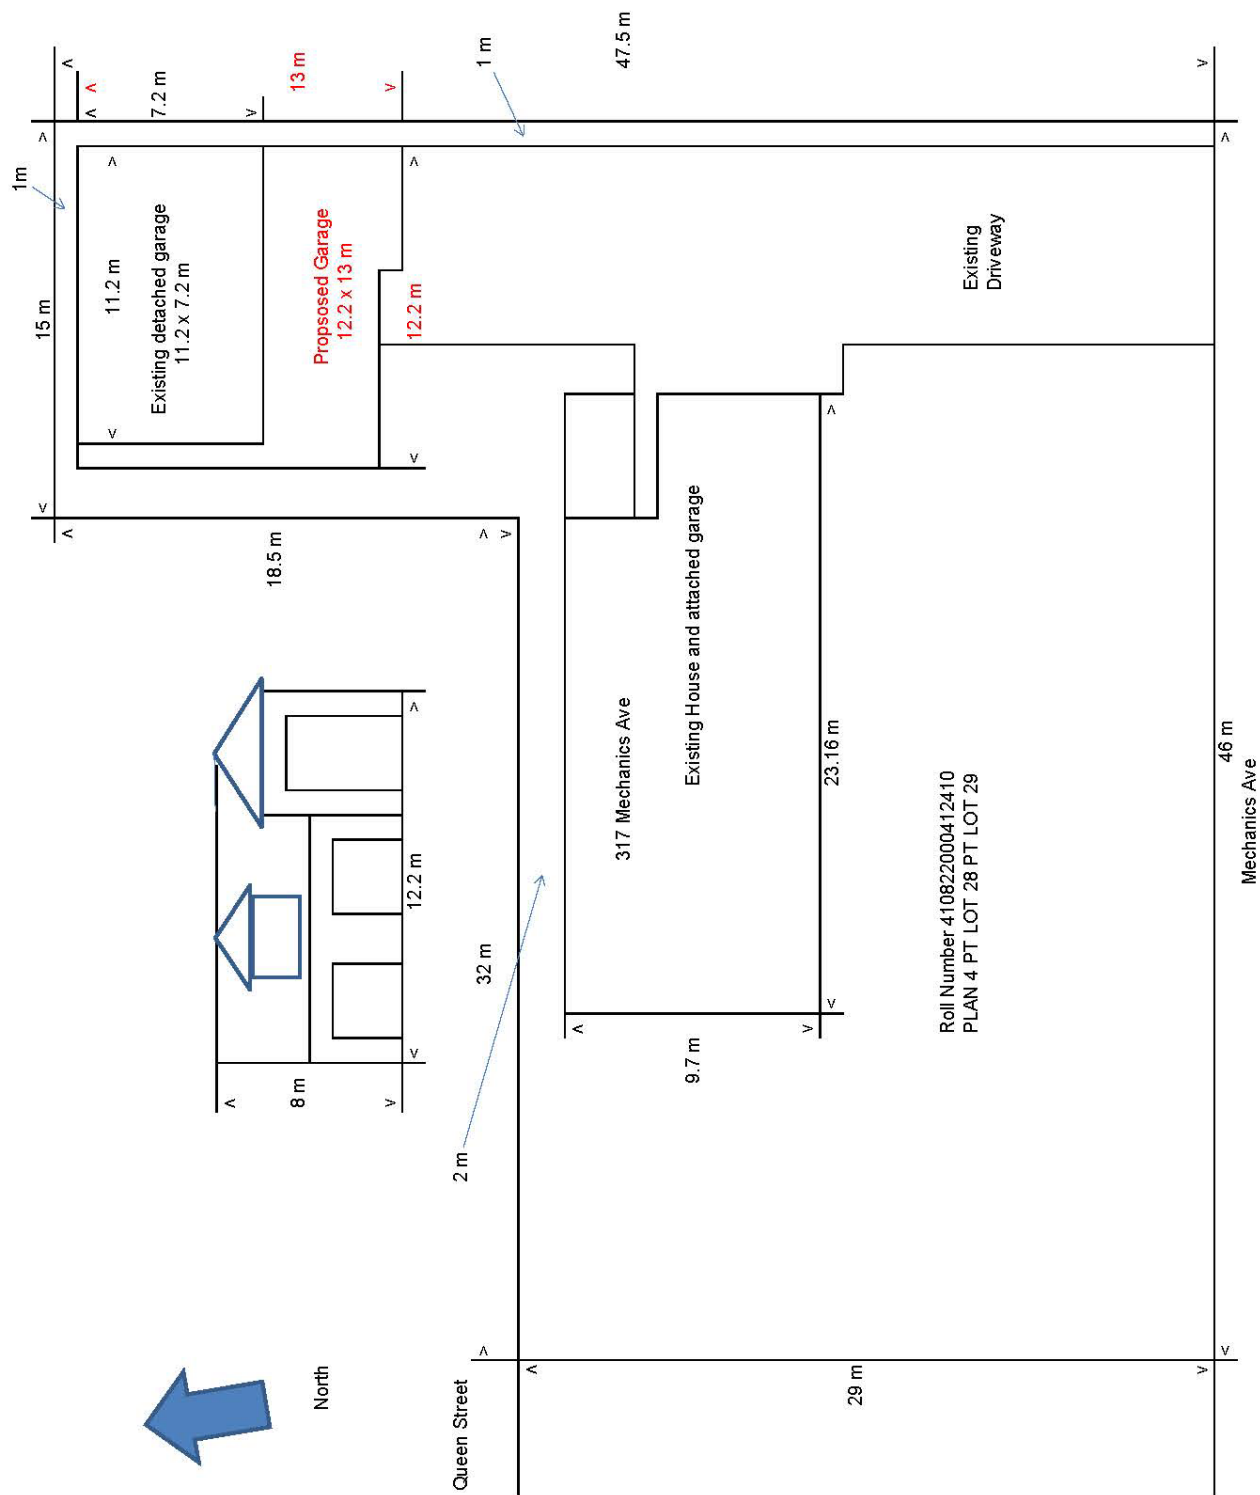 1m
15 m
11.2 m
Existing detached garage
11.2 x 7.2 m
7.2 m
13 m
Propsosed Garage
12.2 x 13 m
12.2 m
1 m
47.5 m
18.5 m
8 m
12.2 m
32 m
2 m
North
Queen Street
317 Mechanics Ave
Existing House and attached garage
23.16 m
9.7 m
Existing
Driveway
Roll Number 410822000412410
PLAN 4 PT LOT 28 PT LOT 29
29 m
46 m
Mechanics Ave